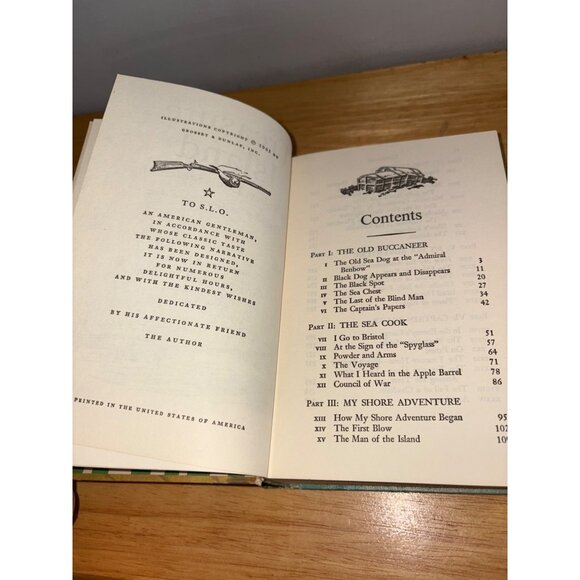 ILLUSTRATIONS COPYRIGHT © BY
GROSSET & DUNLAP, INC.
TO S.L.O.
AN AMERICAN GENTLEMAN,
IN ACCORDANCE WITH
WHOSE CLASSIC TASTE
THE FOLLOWING NARRATIVE
HAS BEEN DESIGNED,
IT IS NOW IN RETURN
FOR NUMEROUS
DELIGHTFUL HOURS,
AND WITH THE KINDEST WISHES
DEDICATED
BY HIS AFFECTIONATE FRIEND
THE AUTHOR
PRINTED IN THE UNITED STATES OF AMERICA
Contents
PART I: THE OLD BUCCANEER
I The Old Sea Dog at the "Admiral
Benbow" 3
II Black Dog Appears and Disappears 11
III The Black Spot 20
IV The Sea Chest 27
V The Last of the Blind Man 34
VI The Captain's Papers 42
PART II: THE SEA COOK
VII I Go to Bristol 51
VIII At the Sign of the "Spyglass" 57
IX Powder and Arms 64
X The Voyage 71
XI What I Heard in the Apple Barrel 78
XII Council of War 86
PART III: MY SHORE ADVENTURE
XIII How My Shore Adventure Began 95
XIV The First Blow 102
XV The Man of the Island